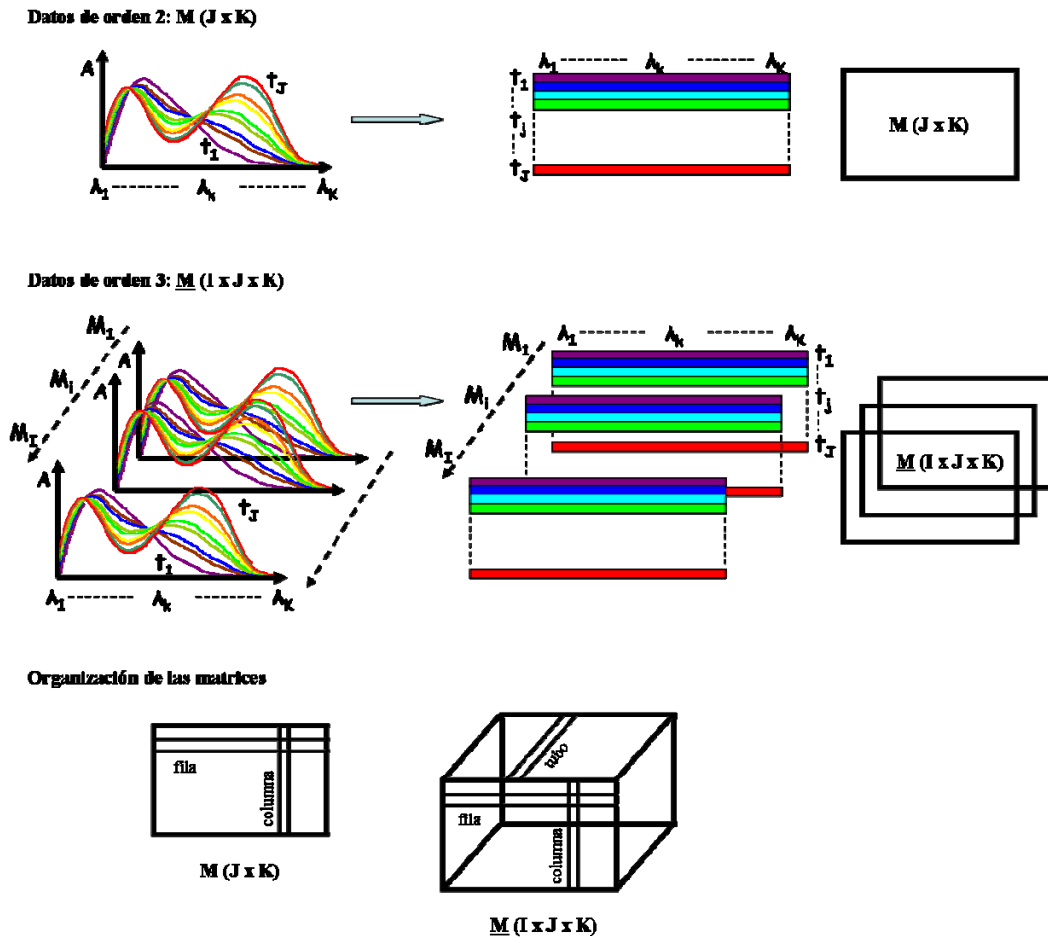 Datos de orden 2: M (J x K)
A
t_J
t_1
λ_1 λ_k λ_K
λ_1 λ_k λ_K
t_1
t_j
t_J
M (J x K)
Datos de orden 3: M (I x J x K)
M_1
M_i
M_I
A
A
A
t_J
t_1
λ_1 λ_k λ_K
M_1
M_i
M_I
λ_1 λ_k λ_K
t_1
t_j
t_J
M (I x J x K)
Organización de las matrices
fila
columna
M (J x K)
tubo
fila
columna
M (I x J x K)